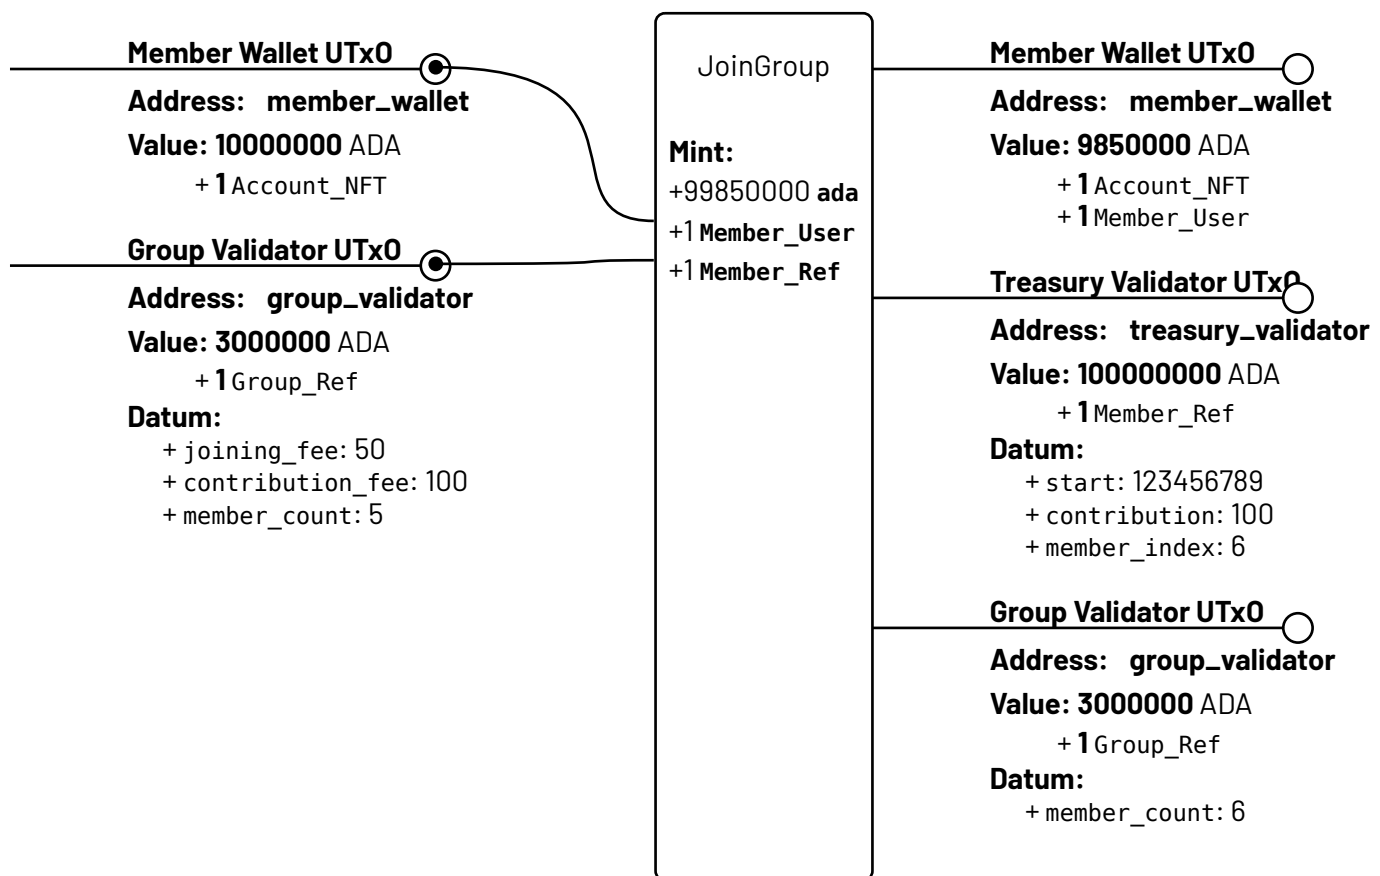 Member Wallet UTxO
Address: member_wallet
Value: 10000000 ADA
+ 1 Account_NFT
Group Validator UTxO
Address: group_validator
Value: 3000000 ADA
+ 1 Group_Ref
Datum:
+ joining_fee: 50
+ contribution_fee: 100
+ member_count: 5
JoinGroup
Mint:
+99850000 ada
+1 Member_User
+1 Member_Ref
Member Wallet UTxO
Address: member_wallet
Value: 9850000 ADA
+ 1 Account_NFT
+ 1 Member_User
Treasury Validator UTxO
Address: treasury_validator
Value: 100000000 ADA
+ 1 Member_Ref
Datum:
+ start: 123456789
+ contribution: 100
+ member_index: 6
Group Validator UTxO
Address: group_validator
Value: 3000000 ADA
+ 1 Group_Ref
Datum:
+ member_count: 6